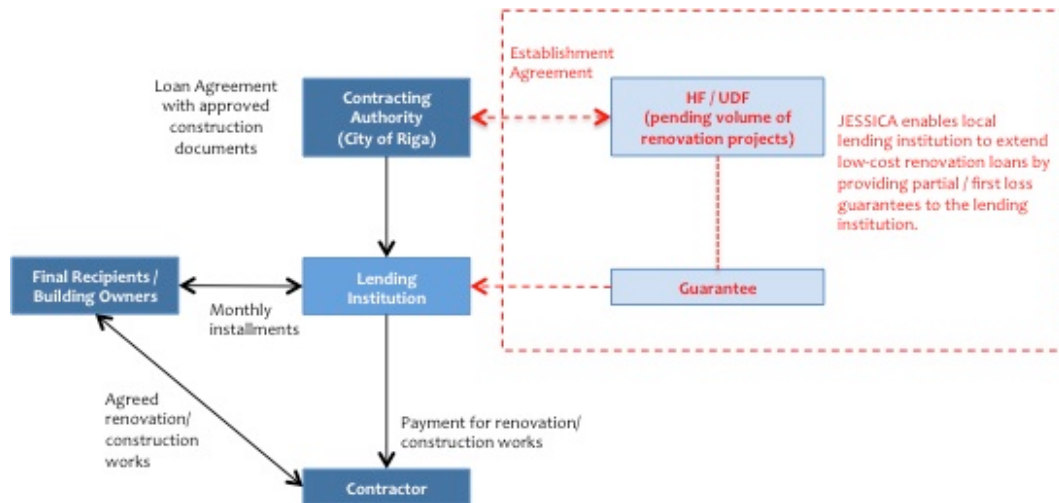 Establishment
Agreement
Loan Agreement
with approved
construction
documents
Contracting
Authority
(City of Riga)
HF / UDF
(pending volume of
renovation projects)
JESSICA enables local
lending institution to extend
low-cost renovation loans by
providing partial / first loss
guarantees to the lending
institution.
Final Recipients /
Building Owners
Lending
Institution
Guarantee
Monthly
installments
Agreed
renovation/
construction
works
Payment for renovation/
construction works
Contractor